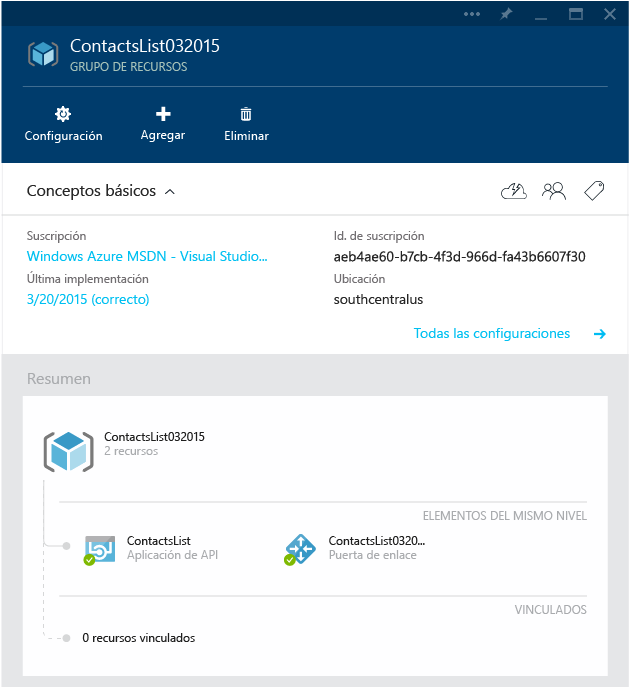 ContactsList032015
GRUPO DE RECURSOS
Configuración
Agregar
Eliminar
Conceptos básicos
Suscripción
Id. de suscripción
Windows Azure MSDN - Visual Studio...
aeb4ae60-b7cb-4f3d-966d-fa43b6607f30
Última implementación
Ubicación
3/20/2015 (correcto)
southcentralus
Todas las configuraciones
Resumen
ContactsList032015
2 recursos
ELEMENTOS DEL MISMO NIVEL
ContactsList
Aplicación de API
ContactsList0320...
Puerta de enlace
VINCULADOS
0 recursos vinculados